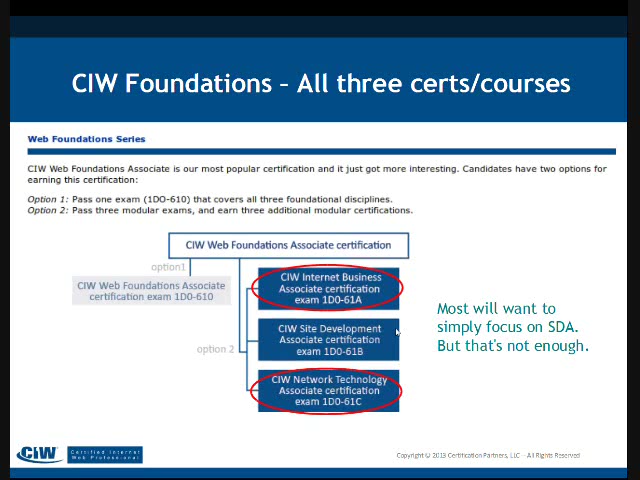 CIW Foundations – All three certs/courses
Web Foundations Series
CIW Web Foundations Associate is our most popular certification and it just got more interesting. Candidates have two options for
earning this certification:
Option 1: Pass one exam (1D0-610) that covers all three foundational disciplines.
Option 2: Pass three modular exams, and earn three additional modular certifications.
CIW Web Foundations Associate certification
option1
CIW Web Foundations Associate
certification exam 1D0-610
CIW Internet Business
Associate certification
exam 1D0-61A
option 2
CIW Site Development
Associate certification
exam 1D0-61B
CIW Network Technology
Associate certification
exam 1D0-61C
Most will want to
simply focus on SDA.
But that's not enough.
CIW
Certified Internet
Web Professional
Copyright © 2013 Certification Partners, LLC – All Rights Reserved